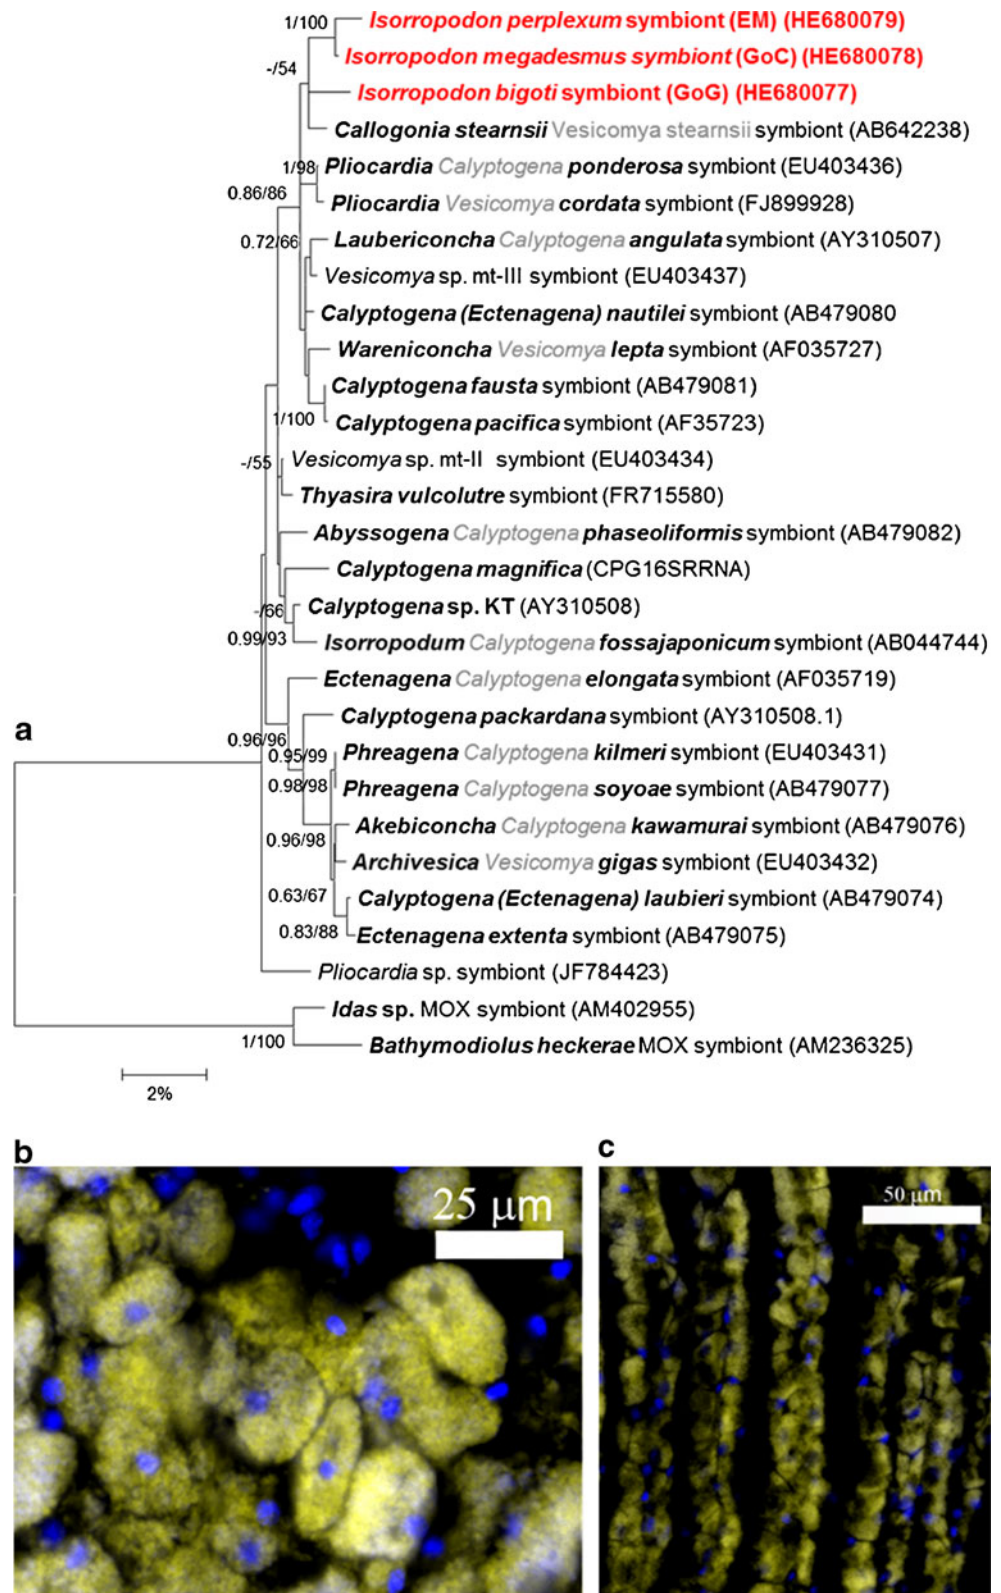 1/100
Isorropodon perplexum symbiont (EM) (HE680079)
Isorropodon megadesmus symbiont (GoC) (HE680078)
-/54
Isorropodon bigoti symbiont (GoG) (HE680077)
Callogonia stearnsii Vesicomya stearnsii symbiont (AB642238)
1/98
Pliocardia Calyptogena ponderosa symbiont (EU403436)
0.86/86
Pliocardia Vesicomya cordata symbiont (FJ899928)
0.72/66
Laubericoncha Calyptogena angulata symbiont (AY310507)
Vesicomya sp. mt-III symbiont (EU403437)
Calyptogena (Ectenagena) nautilei symbiont (AB479080
Wareniconcha Vesicomya lepta symbiont (AF035727)
Calyptogena fausta symbiont (AB479081)
1/100
Calyptogena pacifica symbiont (AF35723)
-/55
Vesicomya sp. mt-II symbiont (EU403434)
Thyasira vulcolutre symbiont (FR715580)
Abyssogena Calyptogena phaseoliformis symbiont (AB479082)
Calyptogena magnifica (CPG16SRRNA)
-/66
Calyptogena sp. KT (AY310508)
0.99/93
Isorropodum Calyptogena fossajaponicum symbiont (AB044744)
Ectenagena Calyptogena elongata symbiont (AF035719)
a
Calyptogena packardana symbiont (AY310508.1)
0.96/96
0.95/99
Phreagena Calyptogena kilmeri symbiont (EU403431)
0.98/98
Phreagena Calyptogena soyoae symbiont (AB479077)
0.96/98
Akebiconcha Calyptogena kawamurai symbiont (AB479076)
Archivesica Vesicomya gigas symbiont (EU403432)
0.63/67
Calyptogena (Ectenagena) laubieri symbiont (AB479074)
0.83/88
Ectenagena extenta symbiont (AB479075)
Pliocardia sp. symbiont (JF784423)
Idas sp. MOX symbiont (AM402955)
1/100
Bathymodiolus heckerae MOX symbiont (AM236325)
2%
b
c
25 µm
50 µm